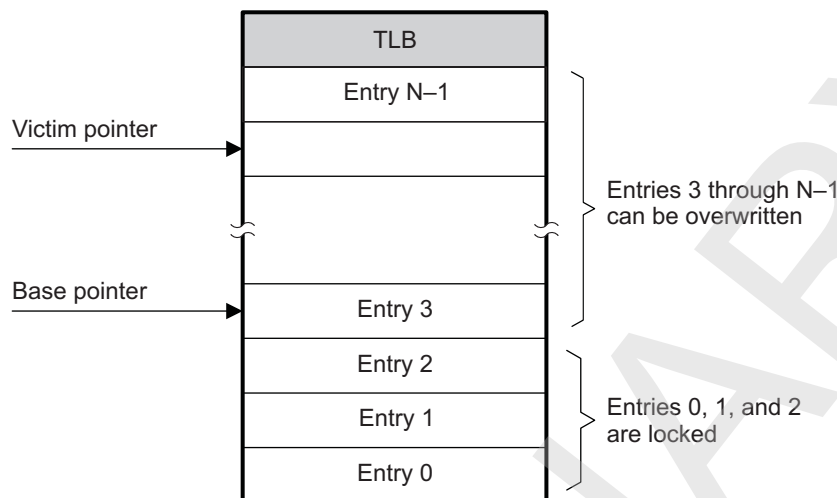 TLB
Entry N–1
Victim pointer
Entries 3 through N–1
can be overwritten
Base pointer
Entry 3
Entry 2
Entries 0, 1, and 2
are locked
Entry 1
Entry 0